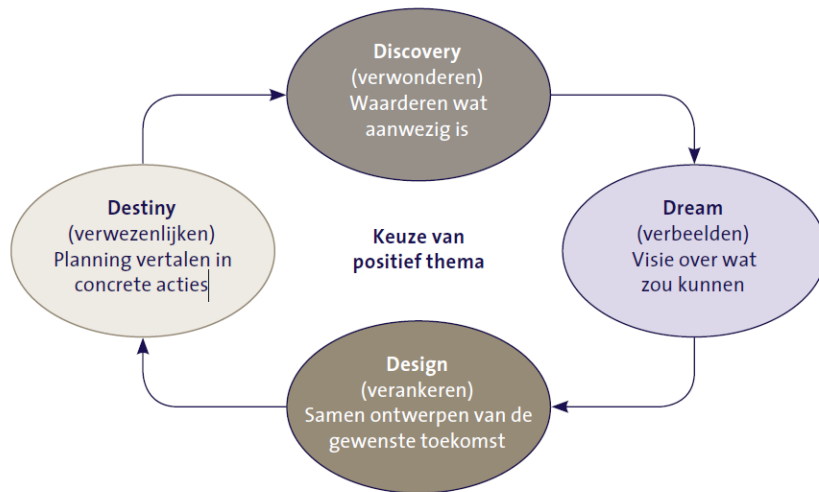 Discovery
(verwonderen)
Waarderen wat
aanwezig is
Destiny
(verwezenlijken)
Planning vertalen in
concrete acties
Keuze van
positief thema
Dream
(verbeelden)
Visie over wat
zou kunnen
Design
(verankeren)
Samen ontwerpen van de
gewenste toekomst